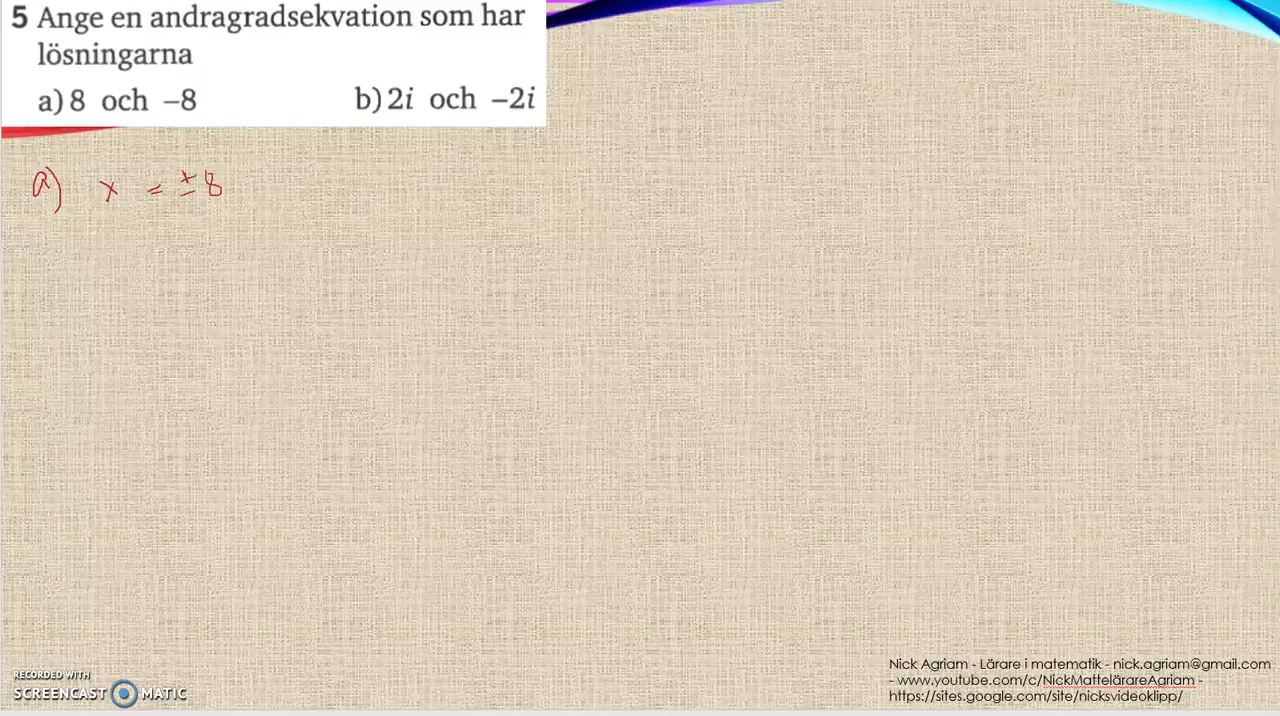 5 Ange en andragradsekvation som har
lösningarna
a) 8 och −8 b) 2i och −2i
a) x = ±8
RECORDED WITH
SCREENCAST MATIC
Nick Agriam - Lärare i matematik - nick.agriam@gmail.com
- www.youtube.com/c/NickMattelärareAgriam -
https://sites.google.com/site/nicksvideoklipp/